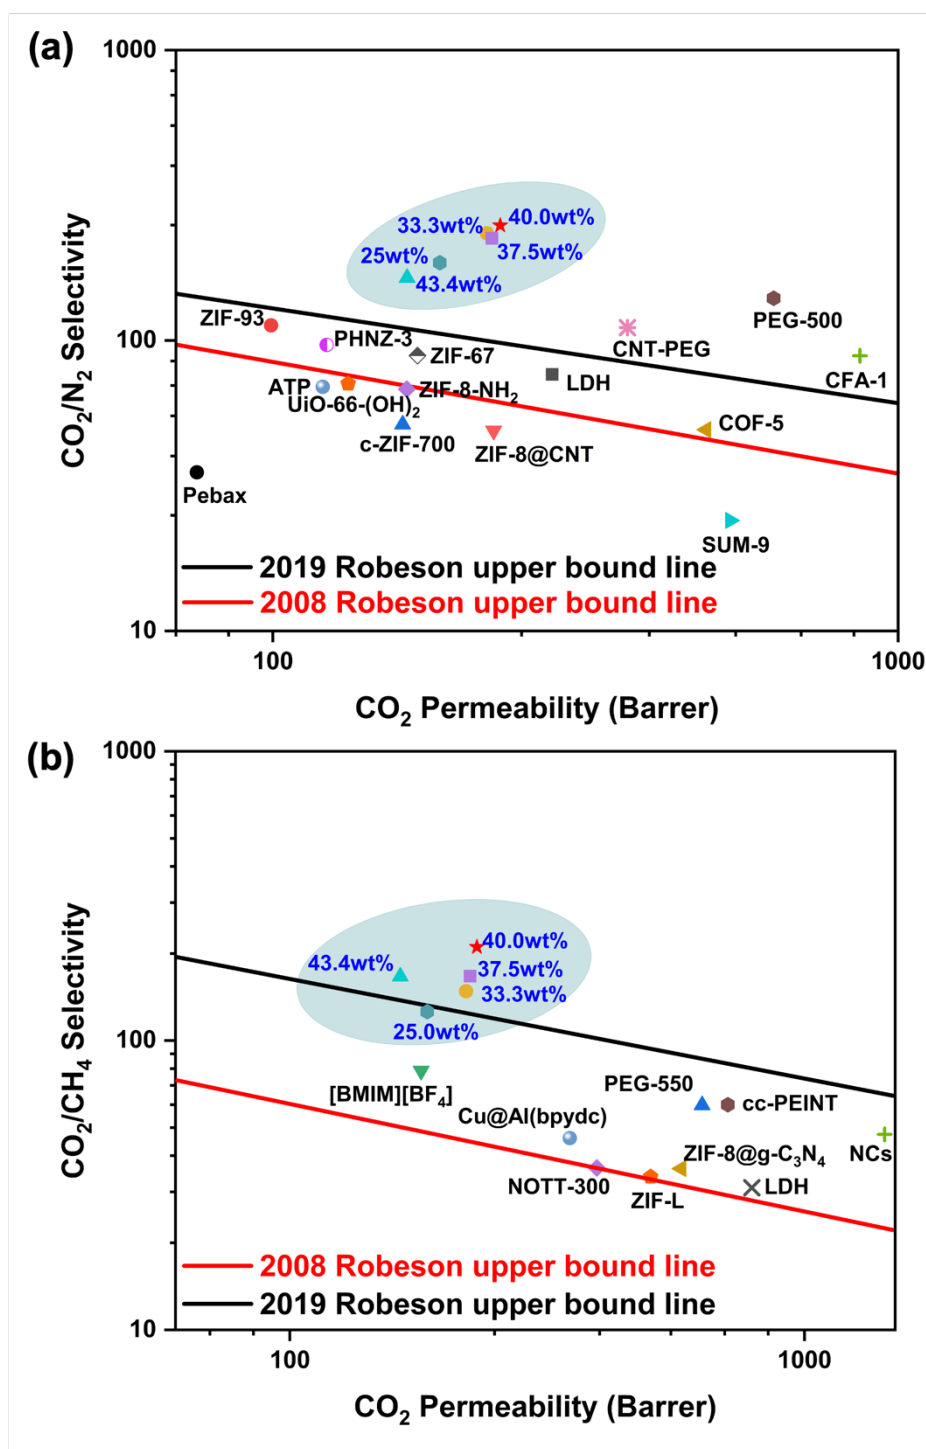 (a)
1000
100
10
CO₂/N₂ Selectivity
33.3wt%
40.0wt%
37.5wt%
25wt%
43.4wt%
ZIF-93
PHNZ-3
ZIF-67
CNT-PEG
PEG-500
CFA-1
LDH
ATP
UiO-66-(OH)₂
ZIF-8-NH₂
c-ZIF-700
ZIF-8@CNT
COF-5
Pebax
SUM-9
2019 Robeson upper bound line
2008 Robeson upper bound line
100
1000
CO₂ Permeability (Barrer)
(b)
1000
100
10
CO₂/CH₄ Selectivity
40.0wt%
43.4wt%
37.5wt%
33.3wt%
25.0wt%
[BMIM][BF₄]
PEG-550
cc-PEINT
Cu@Al(bpydc)
ZIF-8@g-C₃N₄
NCs
NOTT-300
ZIF-L
LDH
2008 Robeson upper bound line
2019 Robeson upper bound line
100
1000
CO₂ Permeability (Barrer)